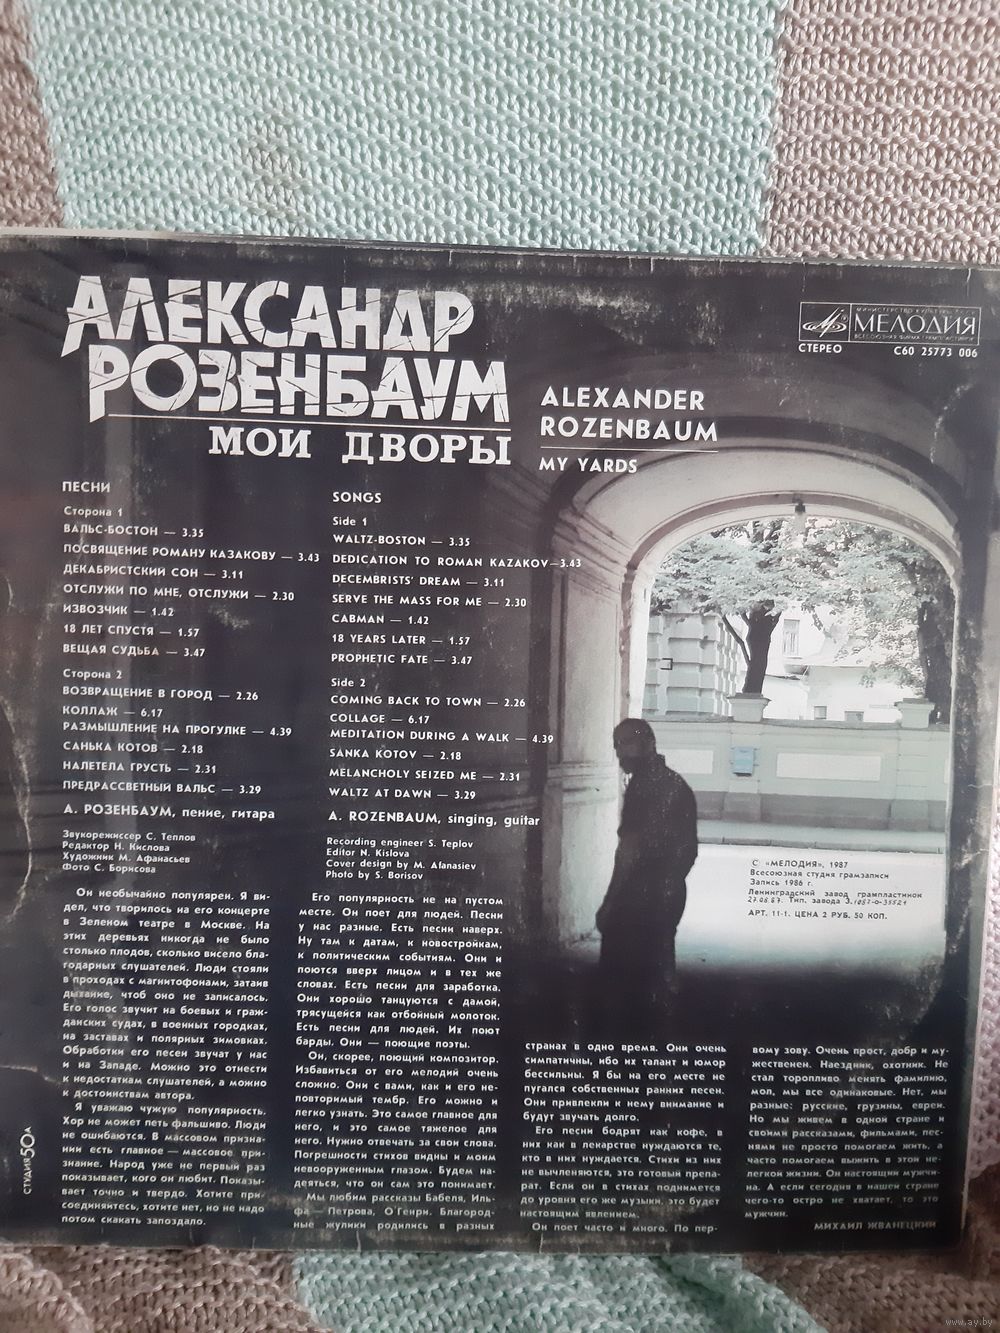 АЛЕКСАНДР
РОЗЕНБАУМ
МОИ ДВОРЫ
ALEXANDER
ROZENBAUM
MY YARDS
МИНИСТЕРСТВО КУЛЬТУРЫ
МЕЛОДИЯ
ВСЕСОЮЗНАЯ ФИРМА ГРАМПЛАСТИНОК
СТЕРЕО
С60 25773 006
ПЕСНИ
Сторона 1
ВАЛЬС-БОСТОН — 3.35
ПОСВЯЩЕНИЕ РОМАНУ КАЗАКОВУ — 3.43
ДЕКАБРИСТСКИЙ СОН — 3.11
ОТСЛУЖИ ПО МНЕ, ОТСЛУЖИ — 2.30
ИЗВОЗЧИК — 1.42
18 ЛЕТ СПУСТЯ — 1.57
ВЕЩАЯ СУДЬБА — 3.47
Сторона 2
ВОЗВРАЩЕНИЕ В ГОРОД — 2.26
КОЛЛАЖ — 6.17
РАЗМЫШЛЕНИЕ НА ПРОГУЛКЕ — 4.39
САНЬКА КОТОВ — 2.18
НАЛЕТЕЛА ГРУСТЬ — 2.31
ПРЕДРАССВЕТНЫЙ ВАЛЬС — 3.29
А. РОЗЕНБАУМ, пение, гитара
Звукорежиссер С. Теплов
Редактор Н. Кислова
Художник М. Афанасьев
Фото С. Борисова
SONGS
Side 1
WALTZ-BOSTON — 3.35
DEDICATION TO ROMAN KAZAKOV—3.43
DECEMBRISTS' DREAM — 3.11
SERVE THE MASS FOR ME — 2.30
CABMAN — 1.42
18 YEARS LATER — 1.57
PROPHETIC FATE — 3.47
Side 2
COMING BACK TO TOWN — 2.26
COLLAGE — 6.17
MEDITATION DURING A WALK — 4.39
SANKA KOTOV — 2.18
MELANCHOLY SEIZED ME — 2.31
WALTZ AT DAWN — 3.29
A. ROZENBAUM, singing, guitar
Recording engineer S. Teplov
Editor N. Kislova
Cover design by M. Afanasiev
Photo by S. Borisov
© «МЕЛОДИЯ», 1987
Всесоюзная студия грамзаписи
Запись 1986 г.
Ленинградский завод грампластинок
27.08.87. Тип. завода З.1087-0-35521
АРТ. 11-1. ЦЕНА 2 РУБ. 50 КОП.
Он необычайно популярен. Я ви-
дел, что творилось на его концерте
в Зеленом театре в Москве. На
этих деревьях никогда не было
столько плодов, сколько висело бла-
годарных слушателей. Люди стояли
в проходах с магнитофонами, затаив
дыхание, чтоб оно не записалось.
Его голос звучит на боевых и граж-
данских судах, в военных городках,
на заставах и полярных зимовках.
Обработки его песен звучат у нас
и на Западе. Можно это отнести
к недостаткам слушателей, а можно
к достоинствам автора.
Я уважаю чужую популярность.
Хор не может петь фальшиво. Люди
не ошибаются. В массовом призна-
нии есть главное — массовое при-
знание. Народ уже не первый раз
показывает, кого он любит. Показы-
вает точно и твердо. Хотите при-
соединяйтесь, хотите нет, но не надо
потом скакать запоздало.
Его популярность не на пустом
месте. Он поет для людей. Песни
у нас разные. Есть песни наверх.
Ну там к датам, к новостройкам,
к политическим событиям. Они и
поются вверх лицом и в тех же
словах. Есть песни для заработка.
Они хорошо танцуются с дамой,
трясущейся как отбойный молоток.
Есть песни для людей. Их поют
барды. Они — поющие поэты.
Он, скорее, поющий композитор.
Избавиться от его мелодий очень
сложно. Они с вами, как и его не-
повторимый тембр. Его можно и
легко узнать. Это самое главное для
него, и это самое тяжелое для
него. Нужно отвечать за свои слова.
Погрешности стихов видны и моим
невооруженным глазом. Будем на-
деяться, что он сам это понимает.
Мы любим рассказы Бабеля, Иль-
фа — Петрова, О'Генри. Благород-
ные жулики родились в разных
странах в одно время. Они очень
симпатичны, ибо их талант и юмор
бессильны. Я бы на его месте не
пугался собственных ранних песен.
Они привлекли к нему внимание и
будут звучать долго.
Его песни бодрят как кофе, в
них как в лекарстве нуждаются те,
кто в них нуждается. Стихи из них
не вычленяются, это готовый препа-
рат. Если он в стихах поднимется
до уровня его же музыки, это будет
настоящим явлением.
Он поет часто и много. По пер-
вому зову. Очень прост, добр и му-
жественен. Наездник, охотник. Не
стал торопливо менять фамилию,
мол, мы все одинаковые. Нет, мы
разные: русские, грузины, евреи.
Но мы живем в одной стране и
своими рассказами, фильмами, пес-
нями не просто помогаем жить, а
часто помогаем выжить в этой не-
легкой жизни. Он настоящий мужчи-
на. А если сегодня в нашей стране
чего-то остро не хватает, то это
мужчин.
МИХАИЛ ЖВАНЕЦКИЙ
СТУДИЯ 50А
www.ay.by